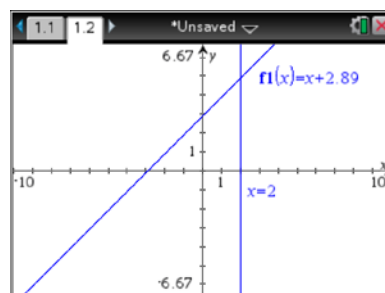 1.1 1.2 *Unsaved
6.67 y
f1(x)=x+2.89
1
x
-10 1 10
x=2
-6.67